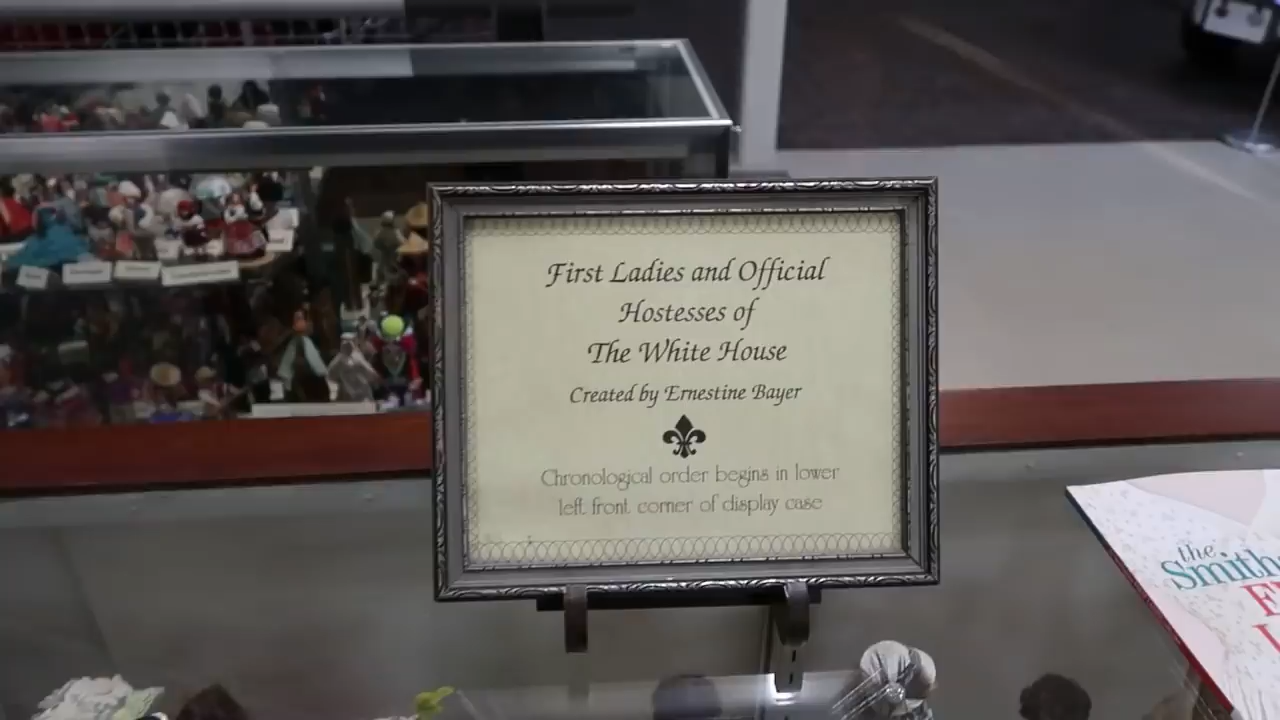 First Ladies and Official
Hostesses of
The White House
Created by Ernestine Bayer
Chronological order begins in lower
left front corner of display case
the